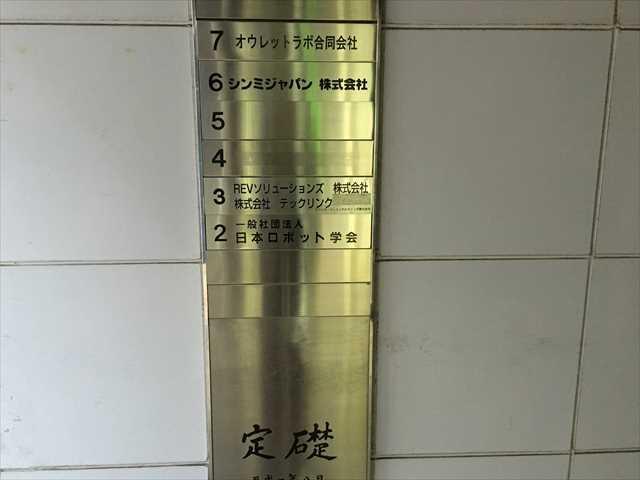 7 オウレットラボ合同会社
6 シンミジャパン 株式会社
5
4
3 REVソリューションズ 株式会社
株式会社 テックリンク
2 一般社団法人
日本ロボット学会
定礎